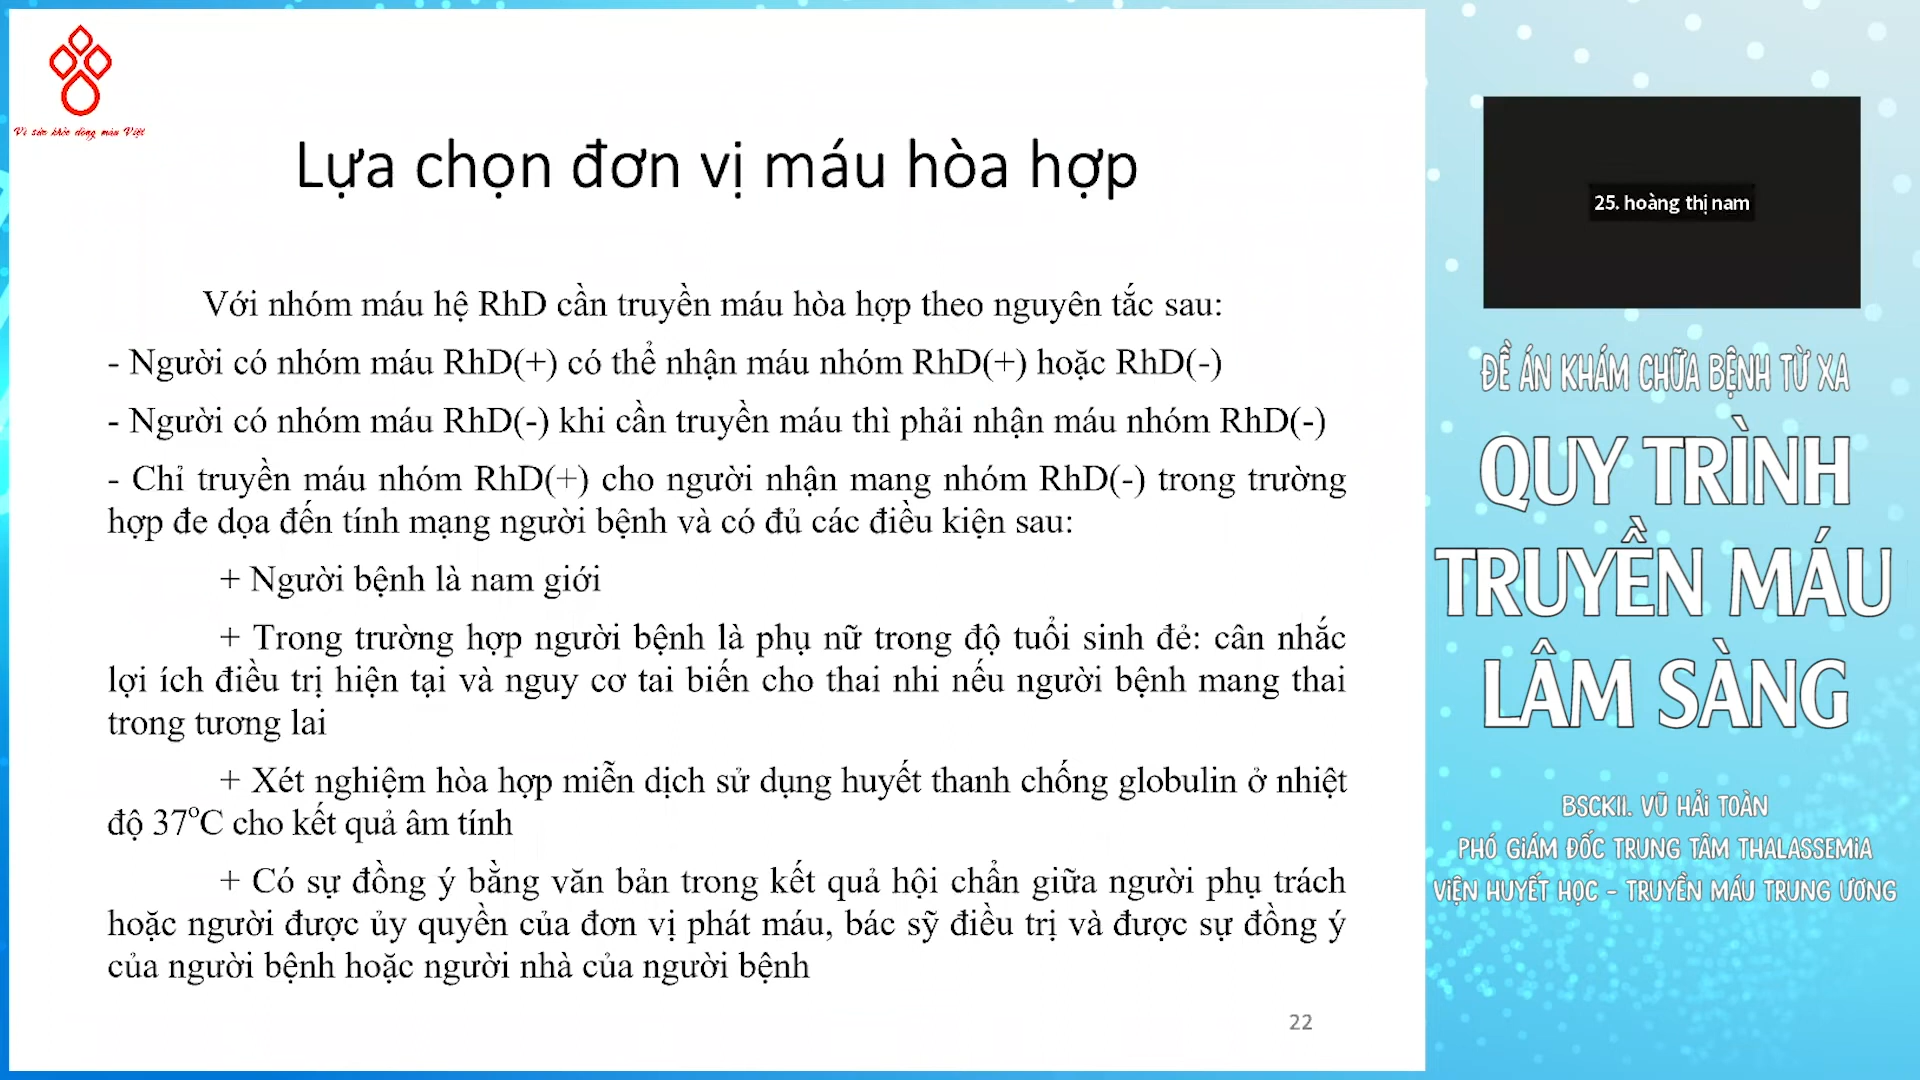 Vì sức khỏe dòng máu Việt
Lựa chọn đơn vị máu hòa hợp
Với nhóm máu hệ RhD cần truyền máu hòa hợp theo nguyên tắc sau:
- Người có nhóm máu RhD(+) có thể nhận máu nhóm RhD(+) hoặc RhD(-)
- Người có nhóm máu RhD(-) khi cần truyền máu thì phải nhận máu nhóm RhD(-)
- Chỉ truyền máu nhóm RhD(+) cho người nhận mang nhóm RhD(-) trong trường
hợp đe dọa đến tính mạng người bệnh và có đủ các điều kiện sau:
+ Người bệnh là nam giới
+ Trong trường hợp người bệnh là phụ nữ trong độ tuổi sinh đẻ: cân nhắc
lợi ích điều trị hiện tại và nguy cơ tai biến cho thai nhi nếu người bệnh mang thai
trong tương lai
+ Xét nghiệm hòa hợp miễn dịch sử dụng huyết thanh chống globulin ở nhiệt
độ 37ºC cho kết quả âm tính
+ Có sự đồng ý bằng văn bản trong kết quả hội chẩn giữa người phụ trách
hoặc người được ủy quyền của đơn vị phát máu, bác sỹ điều trị và được sự đồng ý
của người bệnh hoặc người nhà của người bệnh
22
25. hoàng thị nam
ĐỀ ÁN KHÁM CHỮA BỆNH TỪ XA
QUY TRÌNH
TRUYỀN MÁU
LÂM SÀNG
BSCKII. VŨ HẢI TOÀN
PHÓ GIÁM ĐỐC TRUNG TÂM THALASSEMIA
VIỆN HUYẾT HỌC - TRUYỀN MÁU TRUNG ƯƠNG